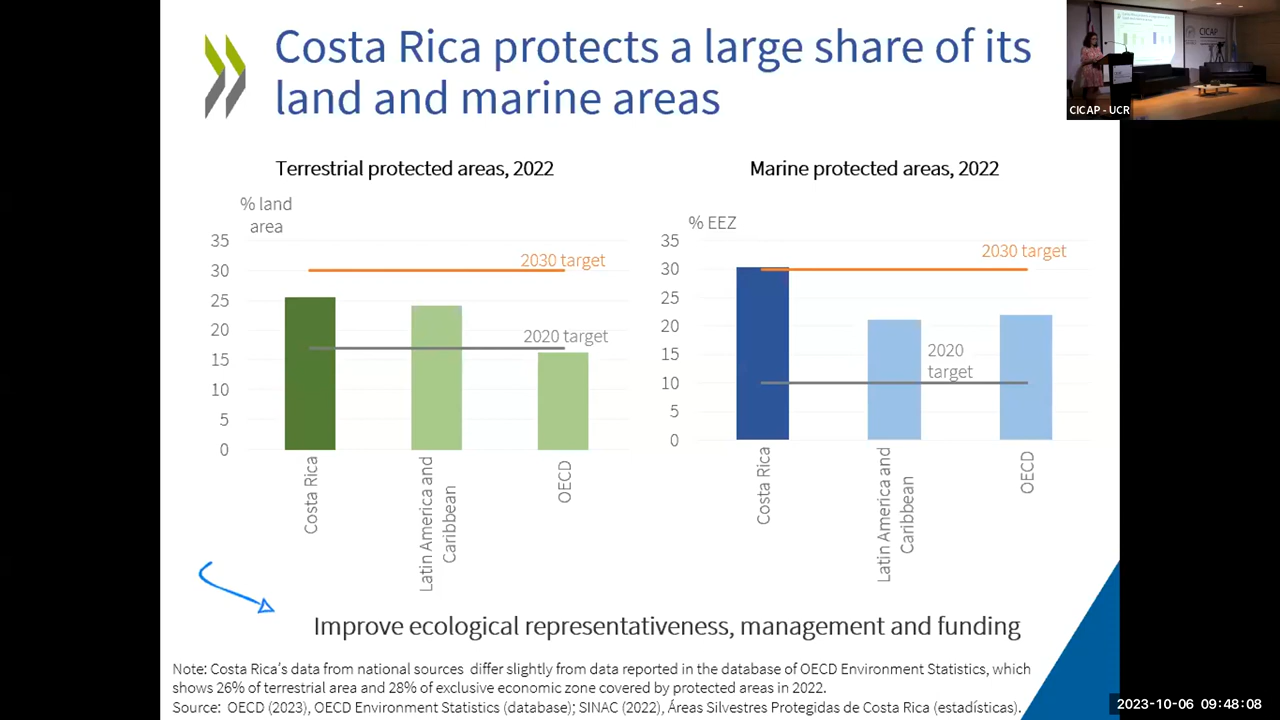 Costa Rica protects a large share of its
land and marine areas
CICAP
CICAP - UCR
Terrestrial protected areas, 2022
% land
area
35
30
25
20
15
10
5
0
2030 target
2020 target
Costa Rica
Latin America and
Caribbean
OECD
Marine protected areas, 2022
% EEZ
35
30
25
20
15
10
5
0
2030 target
2020
target
Costa Rica
Latin America and
Caribbean
OECD
Improve ecological representativeness, management and funding
Note: Costa Rica's data from national sources differ slightly from data reported in the database of OECD Environment Statistics, which
shows 26% of terrestrial area and 28% of exclusive economic zone covered by protected areas in 2022.
Source: OECD (2023), OECD Environment Statistics (database); SINAC (2022), Áreas Silvestres Protegidas de Costa Rica (estadísticas).
2023-10-06 09:48:08